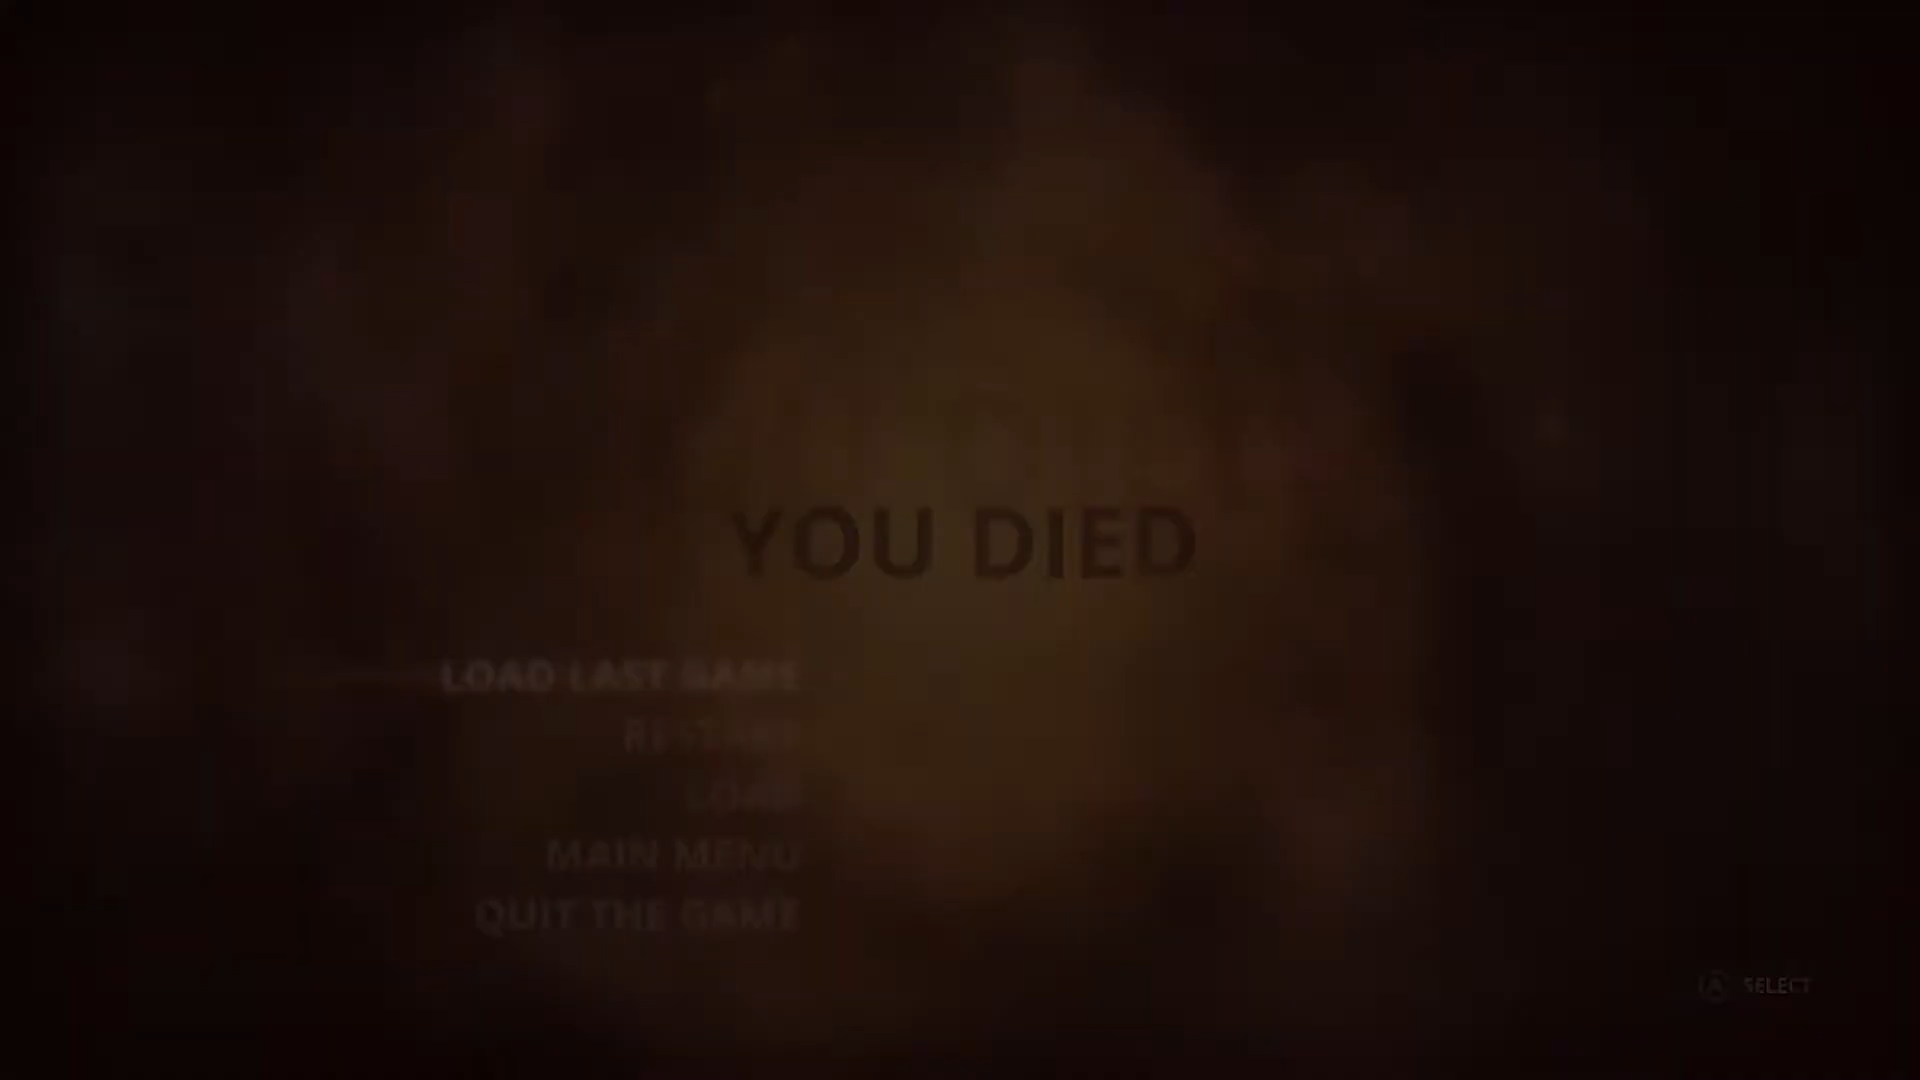 YOU DIED
LOAD LAST GAME
RESTART
LOAD
MAIN MENU
QUIT THE GAME
A SELECT